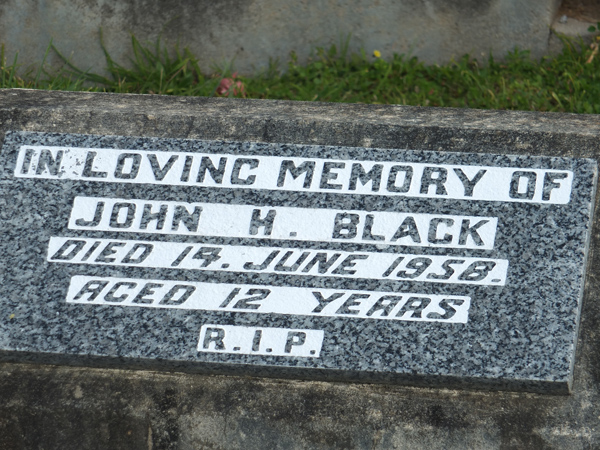 IN LOVING MEMORY OF
JOHN H. BLACK
DIED 14. JUNE 1958.
AGED 12 YEARS
R.I.P.